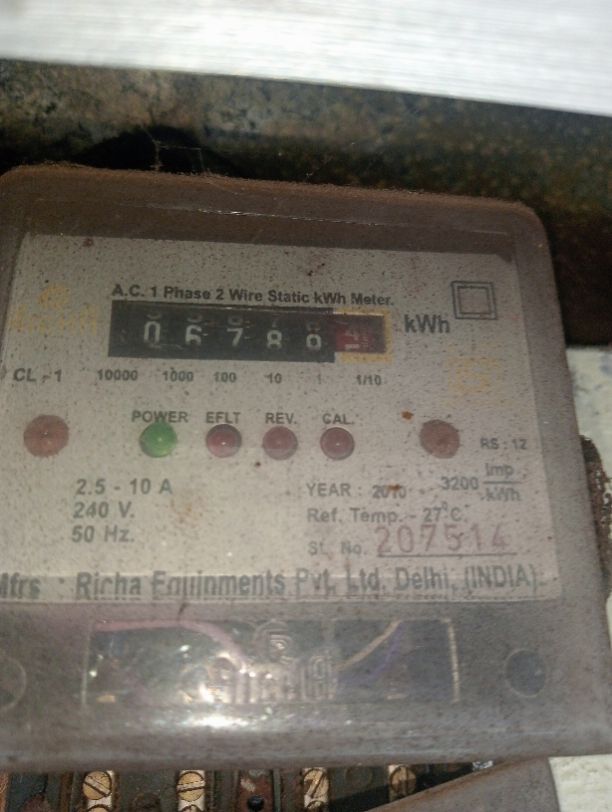 A.C. 1 Phase 2 Wire Static kWh Meter.
0 6 7 8 9 kWh
CL - 1 10000 1000 100 10 1 1/10
POWER EFLT REV. CAL.
RS : 12
2.5 - 10 A
240 V.
50 Hz.
YEAR : 2010
3200 imp/kWh
Ref. Temp. - 27°C.
Sl. No. 207514
Mfrs : Richa Equipments Pvt. Ltd. Delhi, (INDIA)